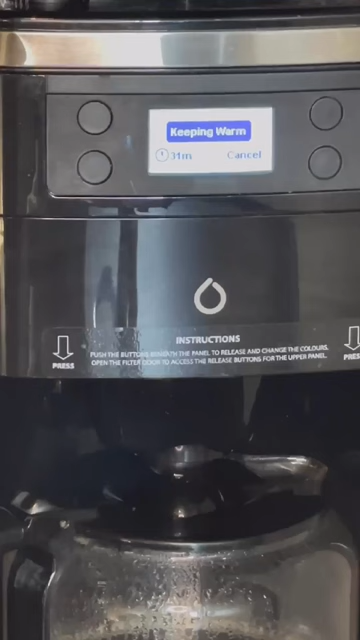 Keeping Warm
31m Cancel
INSTRUCTIONS
PUSH THE BUTTONS BENEATH THE PANEL TO RELEASE AND CHANGE THE COLOURS.
OPEN THE FILTER DOOR TO ACCESS THE RELEASE BUTTONS FOR THE UPPER PANEL.
PRESS
PRESS